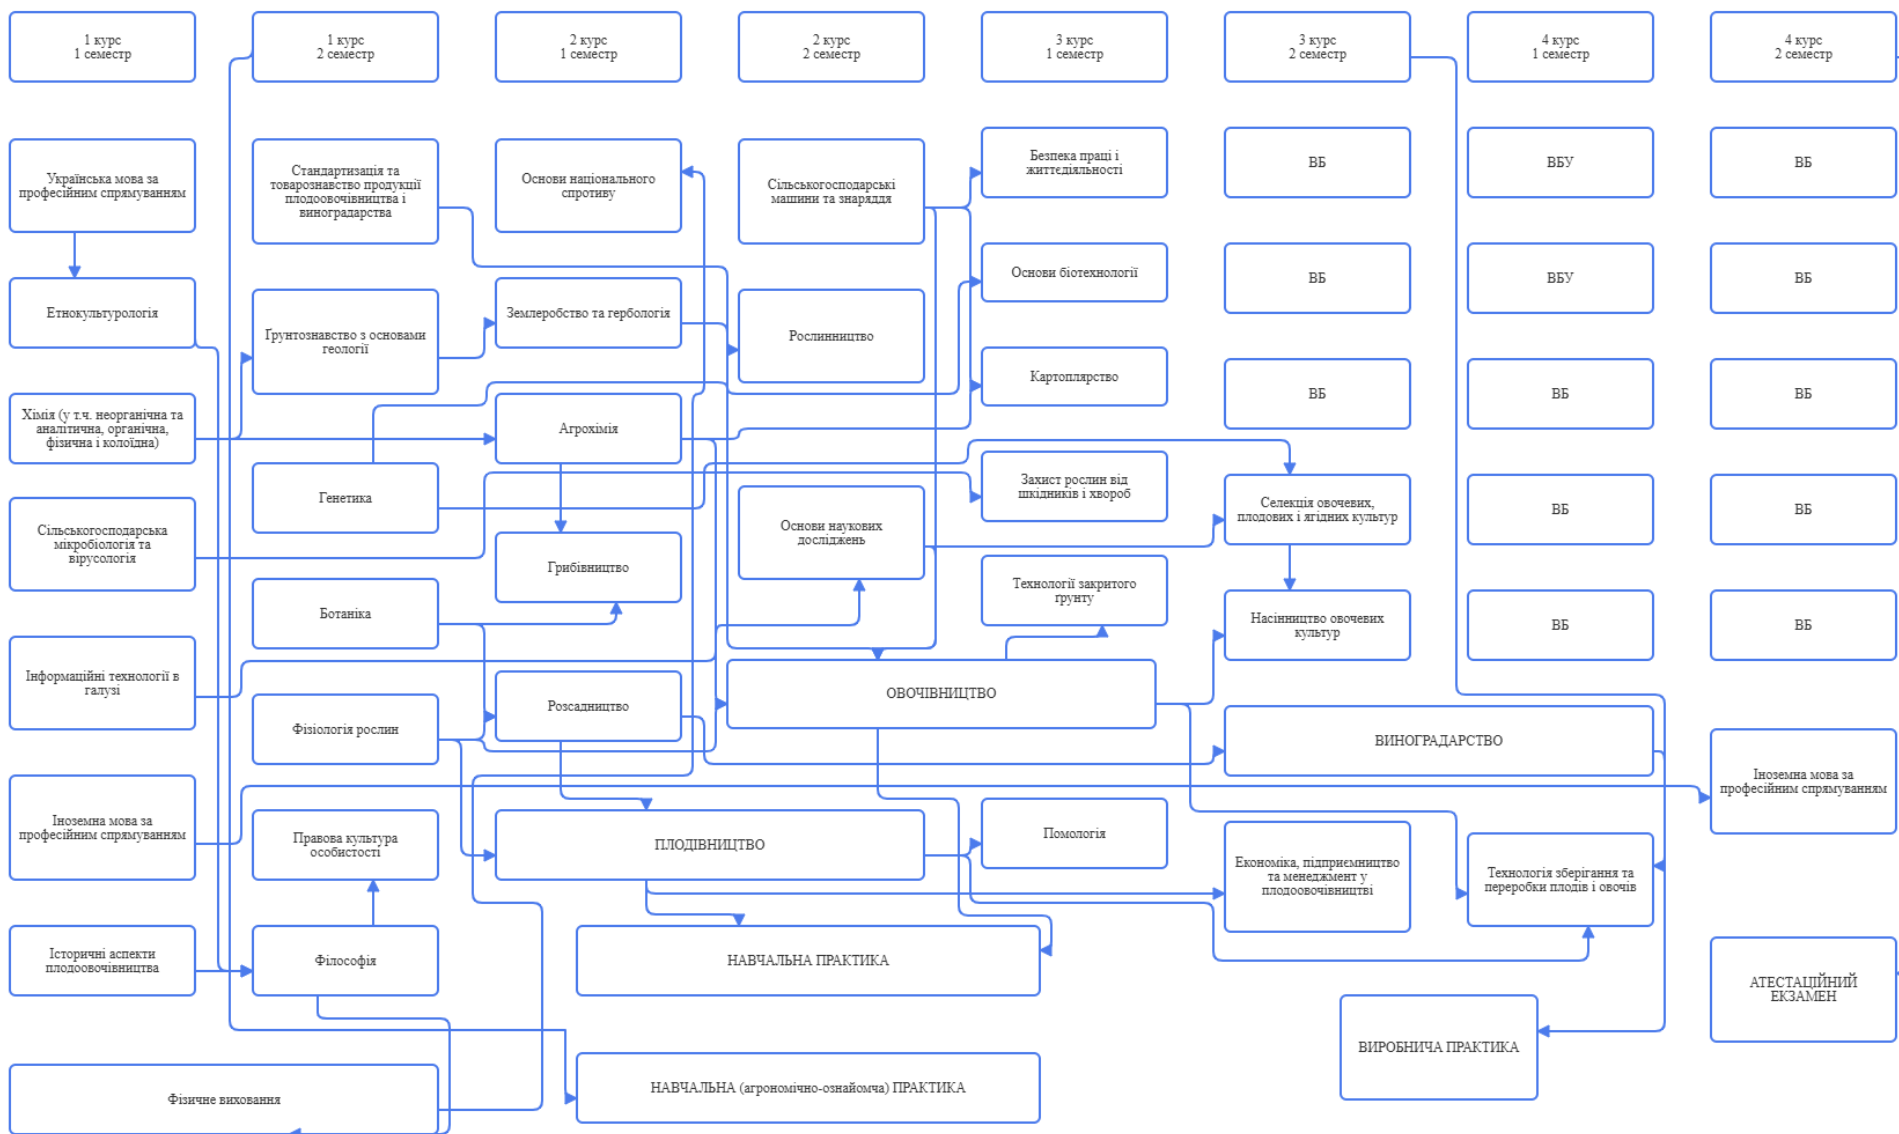 1 курс
1 семестр
1 курс
2 семестр
2 курс
1 семестр
2 курс
2 семестр
3 курс
1 семестр
3 курс
2 семестр
4 курс
1 семестр
4 курс
2 семестр
Українська мова за
професійним спрямуванням
Етнокультурологія
Хімія (у т.ч. неорганічна та
аналітична, органічна,
фізична і колоїдна)
Сільськогосподарська
мікробіологія та
вірусологія
Інформаційні технології в
галузі
Іноземна мова за
професійним спрямуванням
Історичні аспекти
плодоовочівництва
Фізичне виховання
Стандартизація та
товарознавство продукції
плодоовочівництва і
виноградарства
Ґрунтознавство з основами
геології
Генетика
Ботаніка
Фізіологія рослин
Правова культура
особистості
Філософія
Основи національного
спротиву
Землеробство та гербологія
Агрохімія
Грибівництво
Розсадництво
ПЛОДІВНИЦТВО
НАВЧАЛЬНА ПРАКТИКА
НАВЧАЛЬНА (агрономічно-ознайомча) ПРАКТИКА
Сільськогосподарські
машини та знаряддя
Рослинництво
Основи наукових
досліджень
ОВОЧІВНИЦТВО
Безпека праці і
життєдіяльності
Основи біотехнології
Картоплярство
Захист рослин від
шкідників і хвороб
Технології закритого
ґрунту
Помологія
ВБ
ВБ
ВБ
Селекція овочевих,
плодових і ягідних культур
Насінництво овочевих
культур
ВИНОГРАДАРСТВО
Економіка, підприємництво
та менеджмент у
плодоовочівництві
ВИРОБНИЧА ПРАКТИКА
ВБУ
ВБУ
ВБ
ВБ
ВБ
Технологія зберігання та
переробки плодів і овочів
ВБ
ВБ
ВБ
ВБ
ВБ
Іноземна мова за
професійним спрямуванням
АТЕСТАЦІЙНИЙ
ЕКЗАМЕН